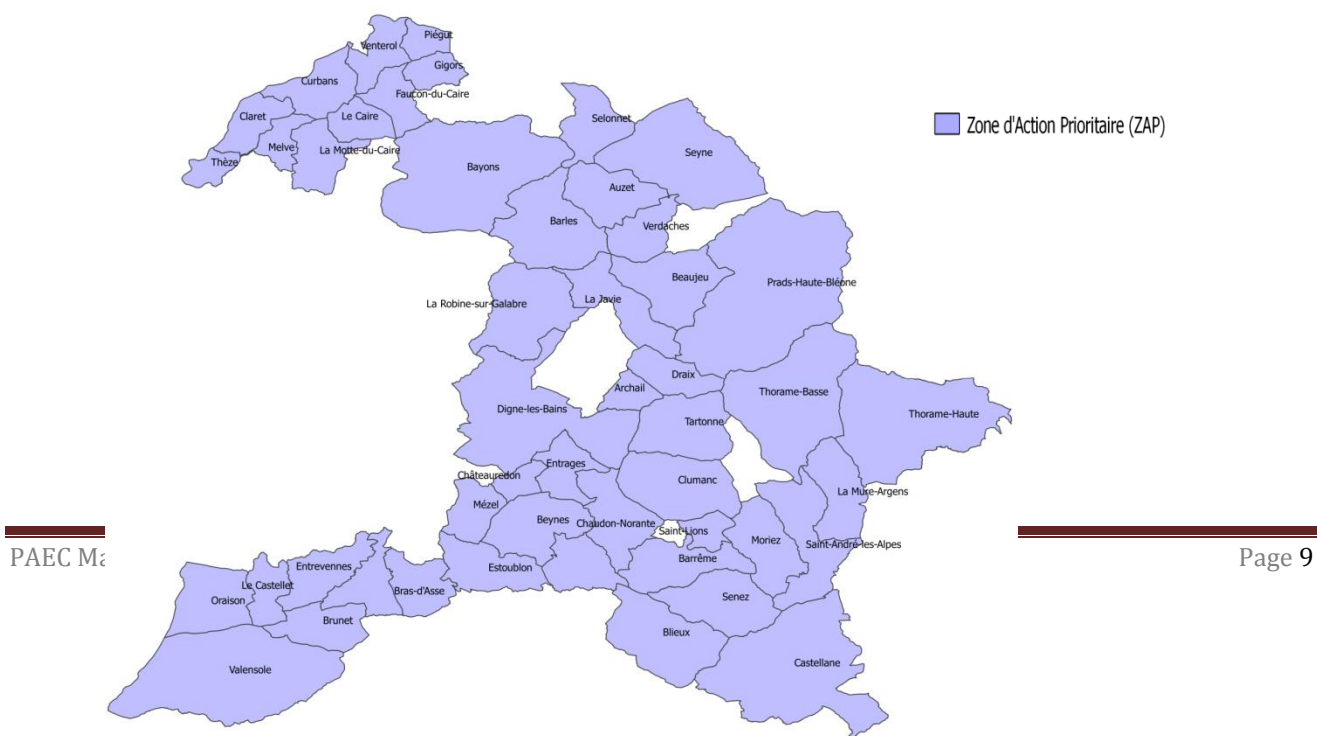 Piégut
Venterol
Gigors
Curbans
Faucon-du-Caire
Claret
Le Caire
Selonnet
Zone d'Action Prioritaire (ZAP)
Melve
La Motte-du-Caire
Seyne
Thèze
Bayons
Auzet
Barles
Verdaches
Beaujeu
Prads-Haute-Bléone
La Robine-sur-Galabre
La Javie
Draix
Archail
Thorame-Basse
Digne-les-Bains
Thorame-Haute
Tartonne
Entrages
Châteauredon
Clumanc
La Mure-Argens
Mézel
Beynes
Chaudon-Norante
Saint-Lions
Moriez
Saint-André-les-Alpes
PAEC Ma
Page 9
Barrême
Entrevennes
Estoublon
Le Castellet
Bras-d'Asse
Oraison
Senez
Brunet
Blieux
Valensole
Castellane